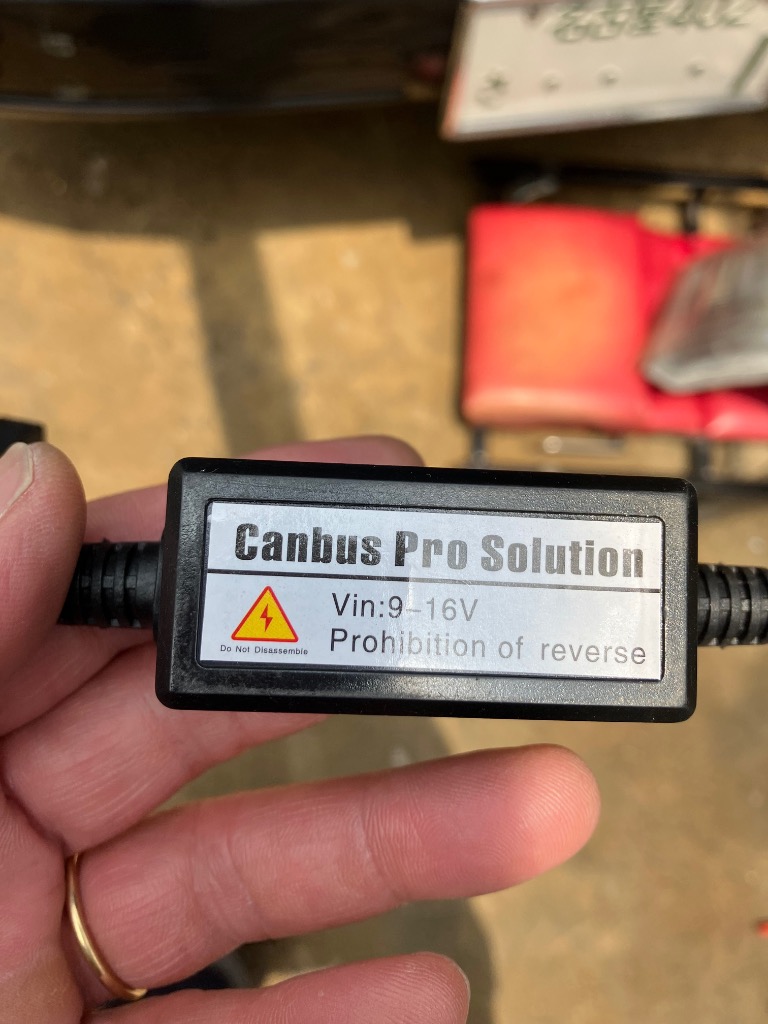 Canbus Pro Solution
Vin:9-16V
Prohibition of reverse
Do Not Disassemble